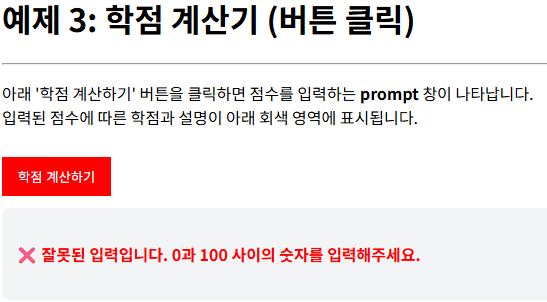 예제 3: 학점 계산기 (버튼 클릭)
아래 '학점 계산하기' 버튼을 클릭하면 점수를 입력하는 prompt 창이 나타납니다.
입력된 점수에 따른 학점과 설명이 아래 회색 영역에 표시됩니다.
학점 계산하기
❌ 잘못된 입력입니다. 0과 100 사이의 숫자를 입력해주세요.